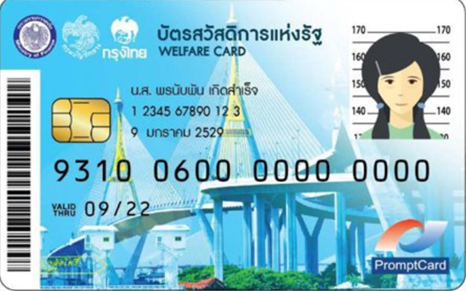 กรุงไทย
บัตรสวัสดิการแห่งรัฐ
WELFARE CARD
น.ส. พรนับพัน เกิดสำเร็จ
1 2345 67890 12 3
9 มกราคม 2529
170 170
160 160
150 150
9310 0600 0000 0000
VALID THRU 09/22
PromptCard